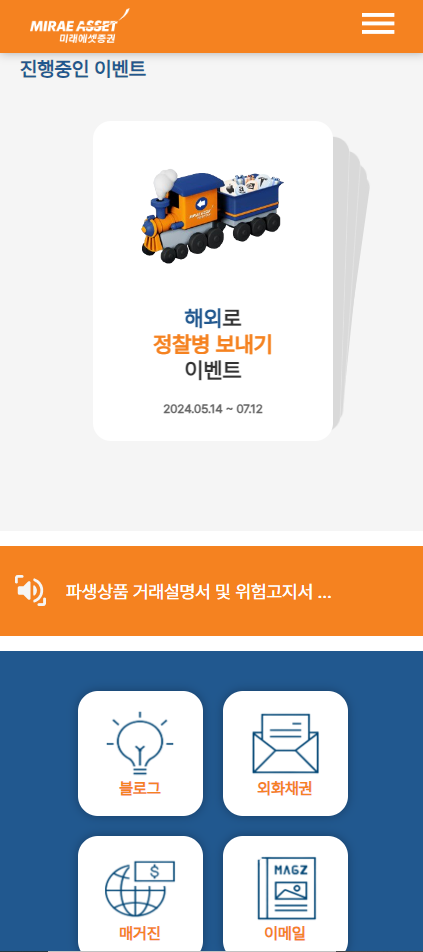 MIRAE ASSET
미래에셋증권
진행중인 이벤트
해외로
정찰병 보내기
이벤트
2024.05.14 ~ 07.12
파생상품 거래설명서 및 위험고지서 ...
블로그
외화채권
$
MAGZ
매거진
이메일